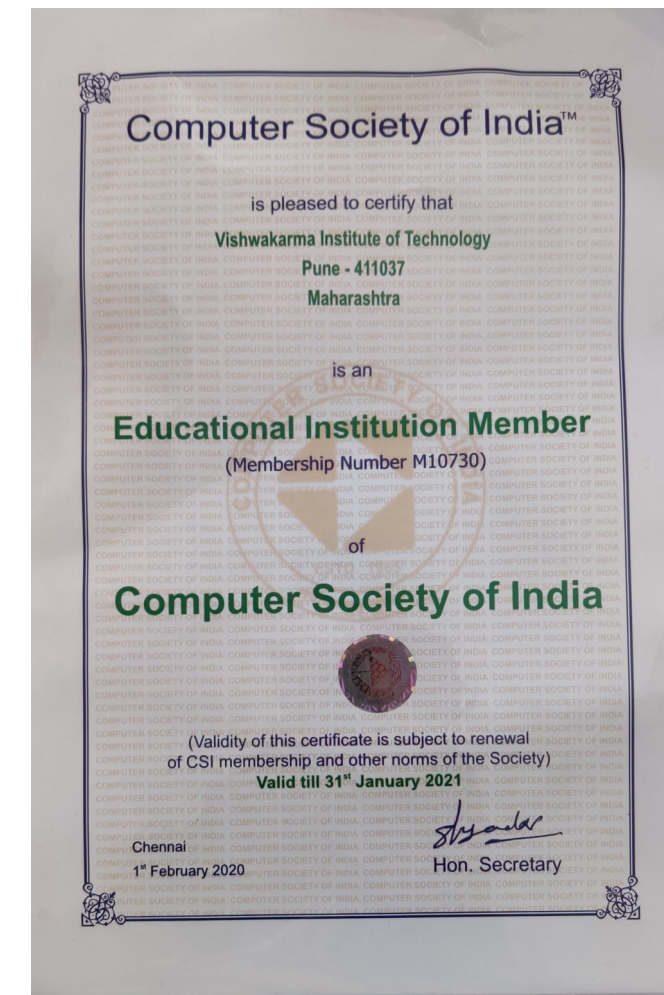 Computer Society of India™
is pleased to certify that
Vishwakarma Institute of Technology
Pune - 411037
Maharashtra
is an
Educational Institution Member
(Membership Number M10730)
of
Computer Society of India
(Validity of this certificate is subject to renewal
of CSI membership and other norms of the Society)
Valid till 31st January 2021
Chennai
1st February 2020
Hon. Secretary